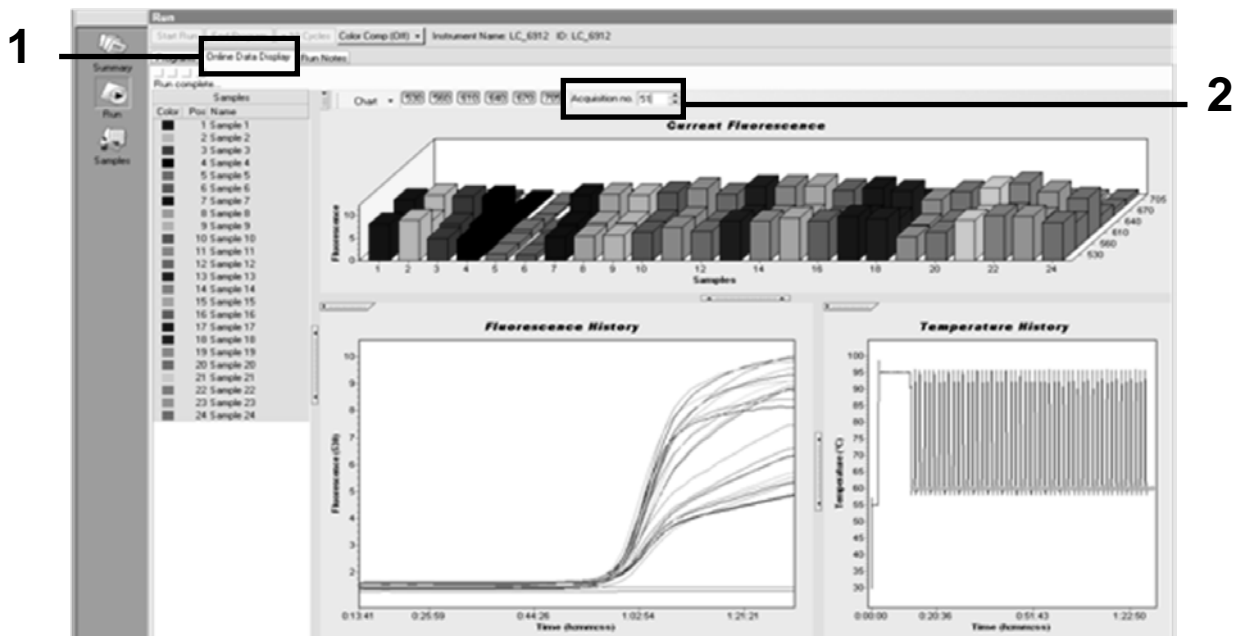 1
2
Run
Start Run
Cycles
Color Comp (Off)
Instrument Name: LC_6912 ID: LC_6912
Programs
Online Data Display
Run Notes
Run complete...
Summary
Run
Samples
Samples
Color Pos Name
1 Sample 1
2 Sample 2
3 Sample 3
4 Sample 4
5 Sample 5
6 Sample 6
7 Sample 7
8 Sample 8
9 Sample 9
10 Sample 10
11 Sample 11
12 Sample 12
13 Sample 13
14 Sample 14
15 Sample 15
16 Sample 16
17 Sample 17
18 Sample 18
19 Sample 19
20 Sample 20
21 Sample 21
22 Sample 22
23 Sample 23
24 Sample 24
Chart 530 560 610 640 670 705 Acquisition no. 51
Current Fluorescence
Fluorescence
10
5
0
1 2 3 4 5 6 7 8 9 10 12 14 16 18 20 22 24
Samples
705
670
640
610
560
530
Fluorescence History
Fluorescence (530)
10
9
8
7
6
5
4
3
2
0:13:41 0:25:59 0:44:26 1:02:54 1:21:21
Time (h:mm:ss)
Temperature History
Temperature (°C)
100
95
90
85
80
75
70
65
60
55
50
45
40
35
30
0:00:00 0:20:36 0:51:43 1:22:50
Time (h:mm:ss)